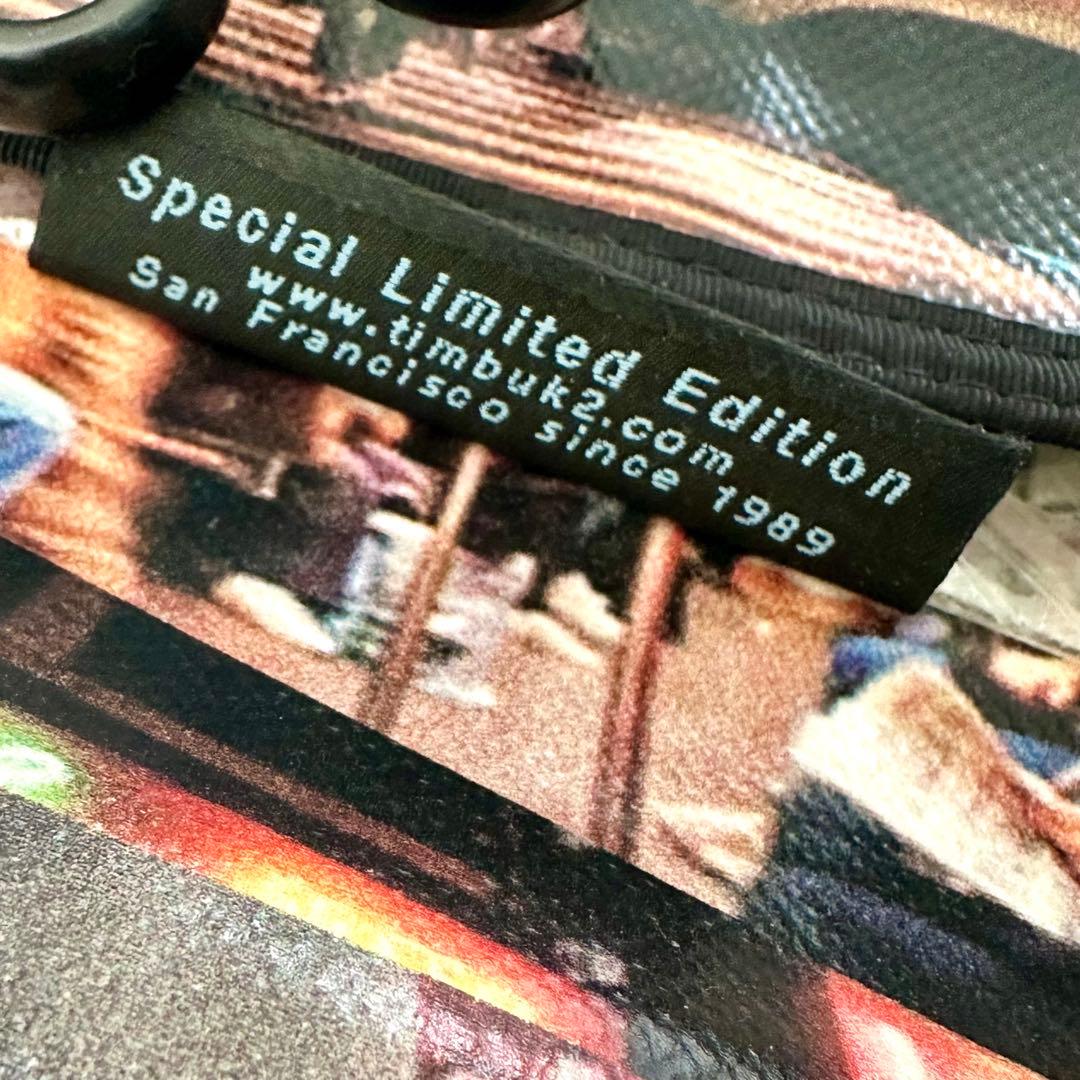 Special Limited Edition
www.timbuk2.com
San Francisco since 1989